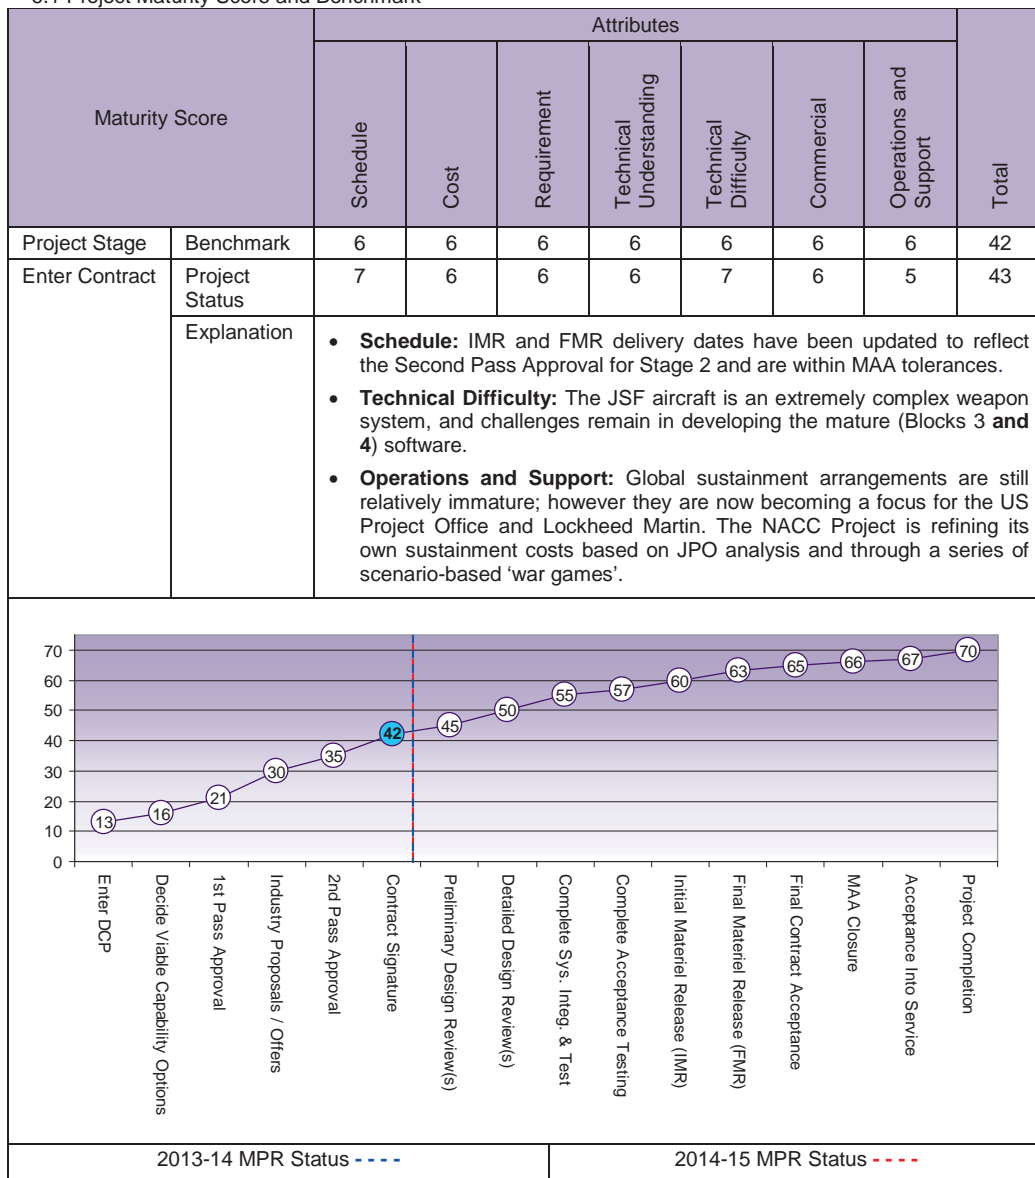 5.1 Project Maturity Score and Benchmark
Maturity Score
Attributes
Schedule
Cost
Requirement
Technical
Understanding
Technical
Difficulty
Commercial
Operations and
Support
Total
Project Stage Benchmark 6 6 6 6 6 6 6 42
Enter Contract Project
Status 7 6 6 6 7 6 5 43
Explanation
• Schedule: IMR and FMR delivery dates have been updated to reflect
the Second Pass Approval for Stage 2 and are within MAA tolerances.
• Technical Difficulty: The JSF aircraft is an extremely complex weapon
system, and challenges remain in developing the mature (Blocks 3 and
4) software.
• Operations and Support: Global sustainment arrangements are still
relatively immature; however they are now becoming a focus for the US
Project Office and Lockheed Martin. The NACC Project is refining its
own sustainment costs based on JPO analysis and through a series of
scenario-based ‘war games’.
70
60
50
40
30
20
10
0
13
16
21
30
35
42
45
50
55
57
60
63
65
66
67
70
Enter DCP
Decide Viable Capability Options
1st Pass Approval
Industry Proposals / Offers
2nd Pass Approval
Contract Signature
Preliminary Design Review(s)
Detailed Design Review(s)
Complete Sys. Integ. & Test
Complete Acceptance Testing
Initial Materiel Release (IMR)
Final Materiel Release (FMR)
Final Contract Acceptance
MAA Closure
Acceptance Into Service
Project Completion
2013-14 MPR Status - - - -
2014-15 MPR Status - - - -